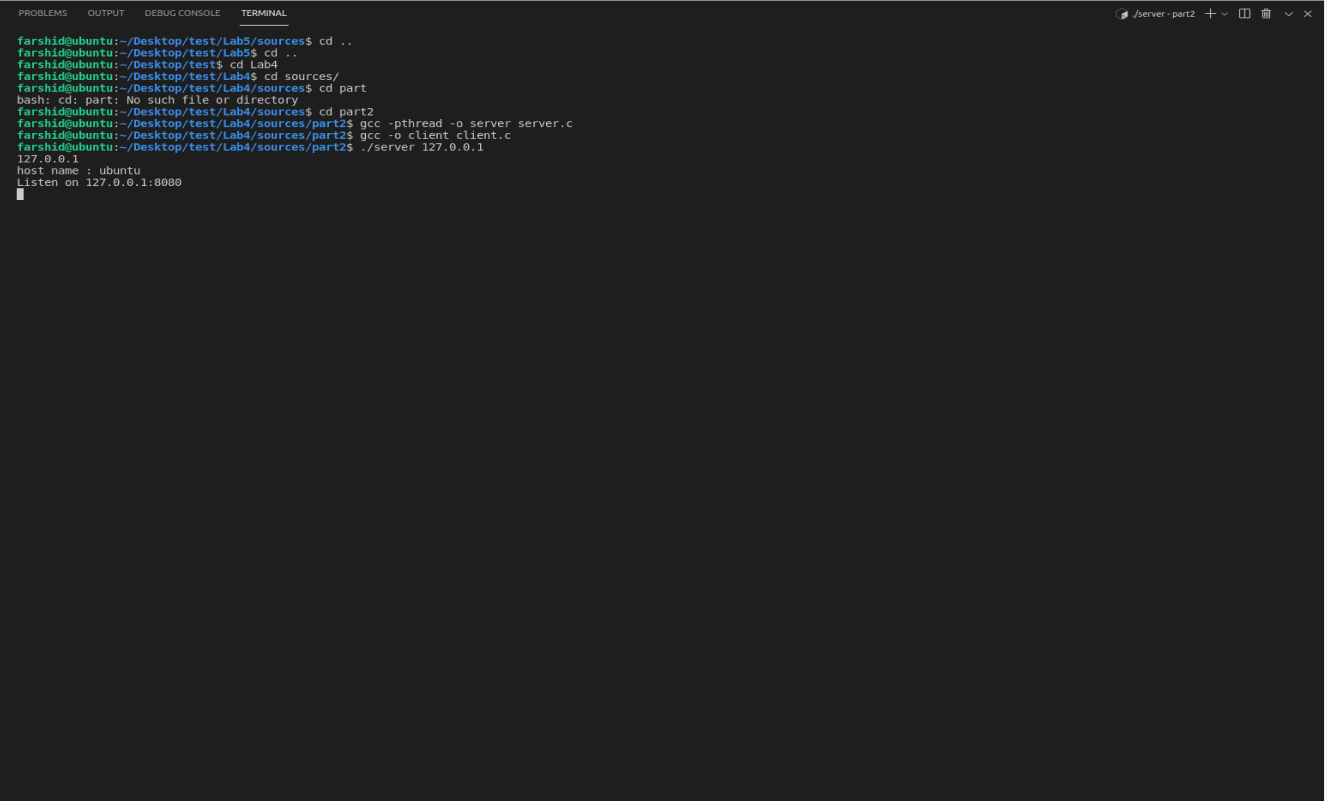 PROBLEMS OUTPUT DEBUG CONSOLE TERMINAL ./server - part2
farshid@ubuntu:~/Desktop/test/Lab5/sources$ cd ..
farshid@ubuntu:~/Desktop/test/Lab5$ cd ..
farshid@ubuntu:~/Desktop/test$ cd Lab4
farshid@ubuntu:~/Desktop/test/Lab4$ cd sources/
farshid@ubuntu:~/Desktop/test/Lab4/sources$ cd part
bash: cd: part: No such file or directory
farshid@ubuntu:~/Desktop/test/Lab4/sources$ cd part2
farshid@ubuntu:~/Desktop/test/Lab4/sources/part2$ gcc -pthread -o server server.c
farshid@ubuntu:~/Desktop/test/Lab4/sources/part2$ gcc -o client client.c
farshid@ubuntu:~/Desktop/test/Lab4/sources/part2$ ./server 127.0.0.1
127.0.0.1
host name : ubuntu
Listen on 127.0.0.1:8080